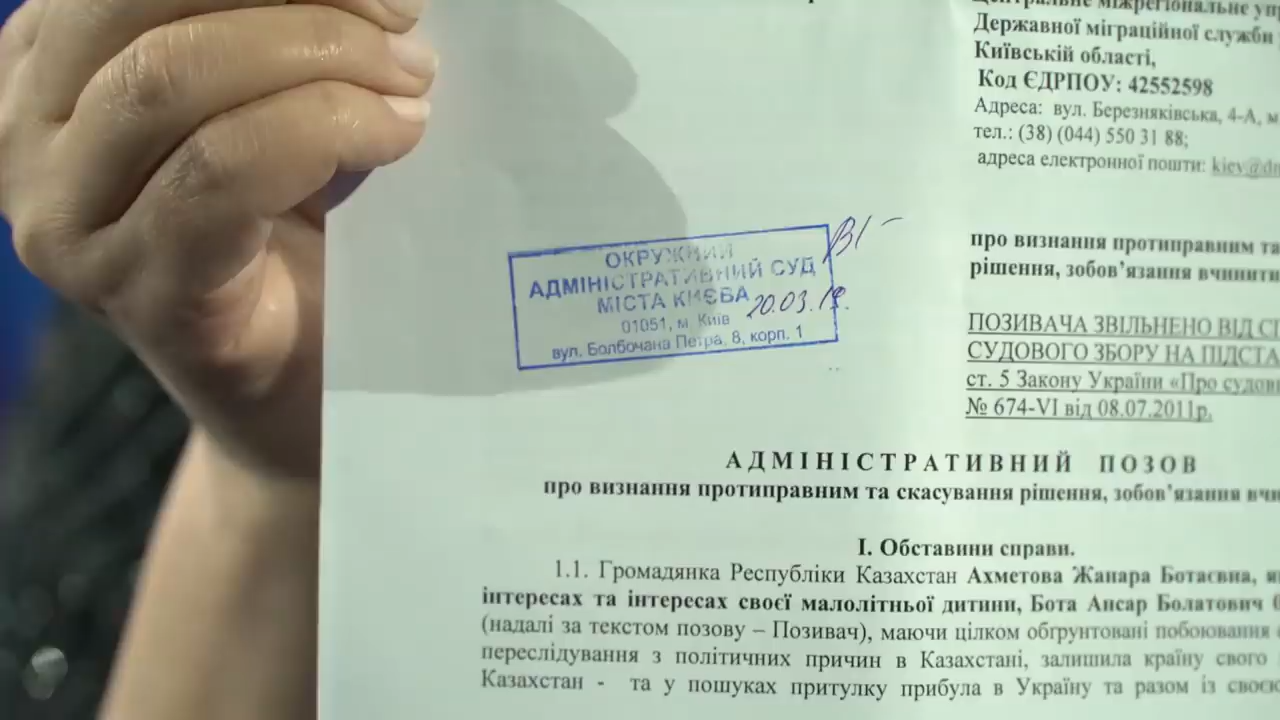 Центральне міжрегіональне
Державної міграційної служби
Київській області,
Код ЄДРПОУ: 42552598
Адреса: вул. Березняківська, 4-А, м
тел.: (38) (044) 550 31 88;
адреса електронної пошти:
про визнання протиправним та
рішення, зобов’язання вчинити
ОКРУЖНИЙ
АДМІНІСТРАТИВНИЙ СУД
МІСТА КИЄВА 20.03.19.
01051, м. Київ
вул. Болбочана Петра, 8, корп. 1
ПОЗИВАЧА ЗВІЛЬНЕНО ВІД
СУДОВОГО ЗБОРУ НА
ст. 5 Закону України «Про
№ 674-VI від 08.07.2011р.
АДМІНІСТРАТИВНИЙ ПОЗОВ
про визнання протиправним та скасування рішення, зобов’язання
І. Обставини справи.
1.1. Громадянка Республіки Казахстан Ахметова Жанара Ботаєвна,
інтересах та інтересах своєї малолітньої дитини, Бота Ансар Болатович
(надалі за текстом позову – Позивач), маючи цілком обґрунтовані побоювання
переслідування з політичних причин в Казахстані, залишила країну свого
Казахстан - та у пошуках притулку прибула в Україну та разом із